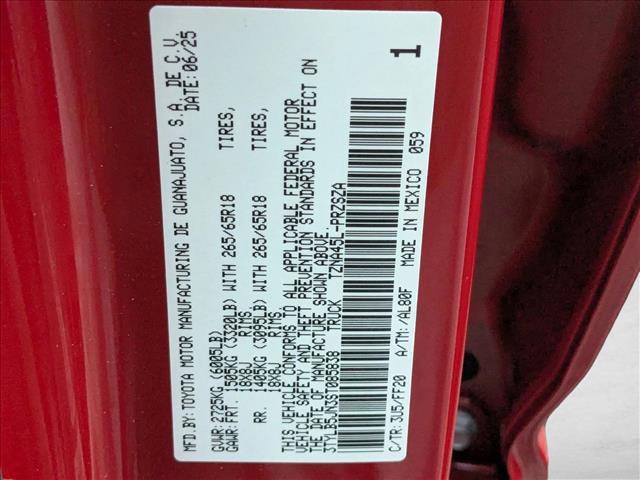 MFD.BY:TOYOTA MOTOR MANUFACTURING DE GUANAJUATO, S.A. DE C.V.
DATE: 06/25
GVWR: 2725KG (6005LB)
GAWR: FRT. 1505KG (3320LB) WITH 265/65R18 TIRES,
18X8J RIMS,
RR. 1405KG (3095LB) WITH 265/65R18 TIRES,
18X8J RIMS.
THIS VEHICLE CONFORMS TO ALL APPLICABLE FEDERAL MOTOR
VEHICLE SAFETY AND THEFT PREVENTION STANDARDS IN EFFECT ON
THE DATE OF MANUFACTURE SHOWN ABOVE.
3TYLB5JN3ST085838 TRUCK TZNA45L-PRZSZA
C/TR: 3U5/FF20 A/TM: /AL80F MADE IN MEXICO 059
1